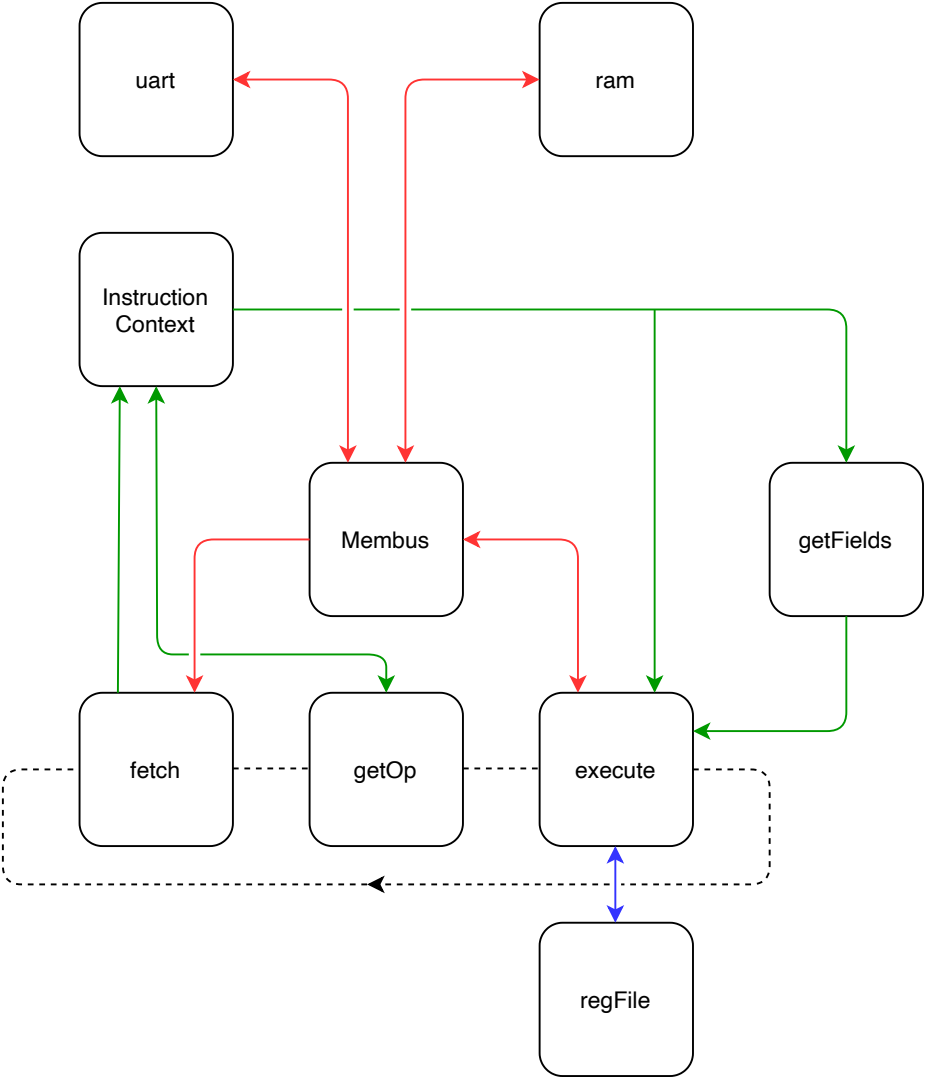 uart
ram
Instruction
Context
Membus
getFields
fetch
getOp
execute
regFile